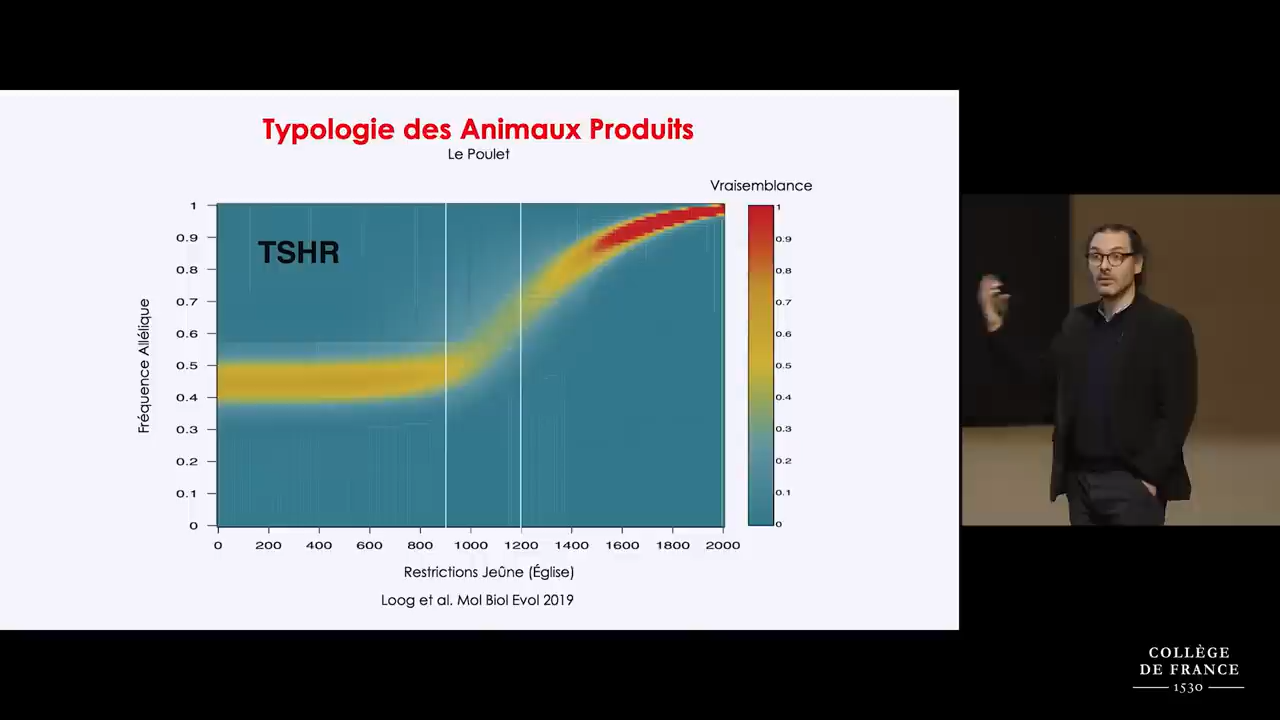 Typologie des Animaux Produits
Le Poulet
Vraisemblance
TSHR
Fréquence Allélique
1
0.9
0.8
0.7
0.6
0.5
0.4
0.3
0.2
0.1
0
0 200 400 600 800 1000 1200 1400 1600 1800 2000
1
0.9
0.8
0.7
0.6
0.5
0.4
0.3
0.2
0.1
0
Restrictions Jeûne (Église)
Loog et al. Mol Biol Evol 2019
COLLÈGE
DE FRANCE
1530